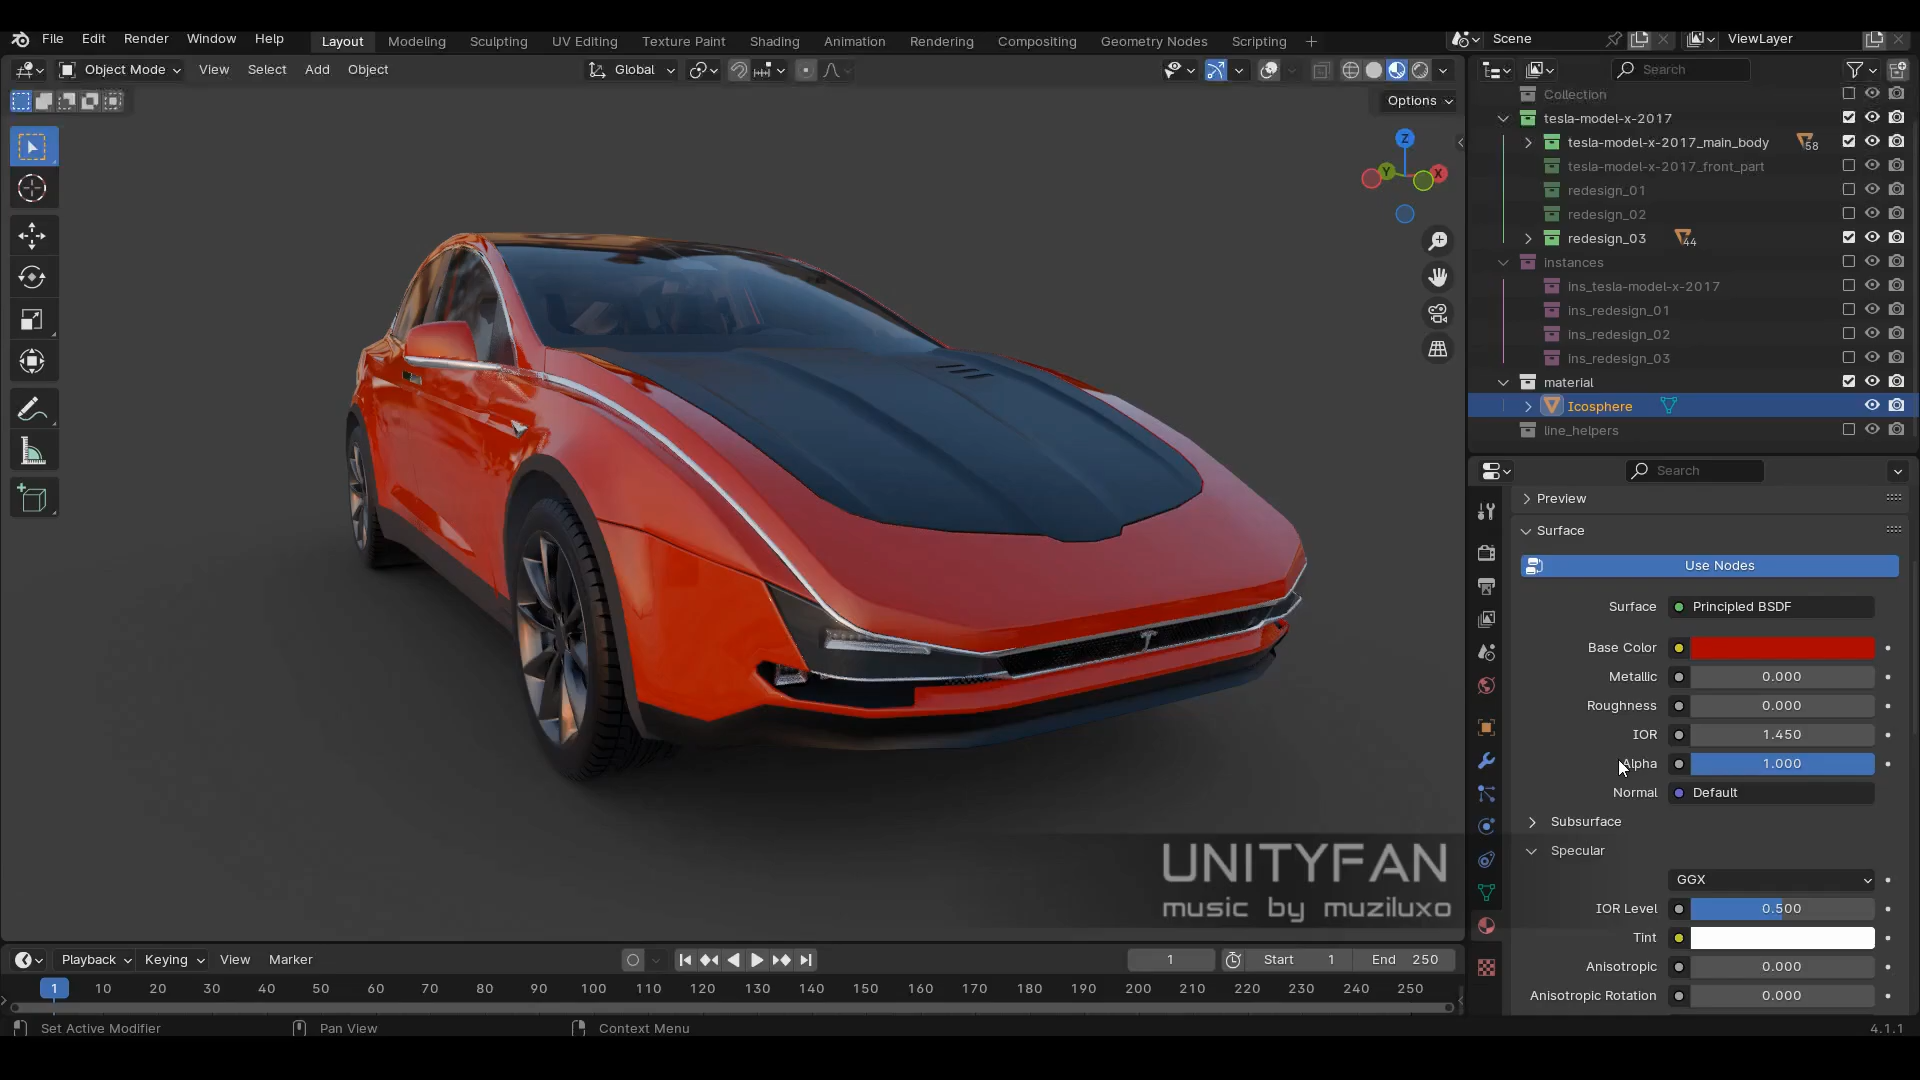 File Edit Render Window Help Layout Modeling Sculpting UV Editing Texture Paint Shading Animation Rendering Compositing Geometry Nodes Scripting + Scene ViewLayer
Object Mode View Select Add Object Global Search
Options
Z
Y X
Collection
tesla-model-x-2017
tesla-model-x-2017_main_body 58
tesla-model-x-2017_front_part
redesign_01
redesign_02
redesign_03 44
instances
ins_tesla-model-x-2017
ins_redesign_01
ins_redesign_02
ins_redesign_03
material
Icosphere
line_helpers
Search
Preview
Surface
Use Nodes
Surface Principled BSDF
Base Color
Metallic 0.000
Roughness 0.000
IOR 1.450
Alpha 1.000
Normal Default
Subsurface
Specular
GGX
IOR Level 0.500
Tint
Anisotropic 0.000
Anisotropic Rotation 0.000
UNITYFAN
music by muziluxo
Playback Keying View Marker 1 Start 1 End 250
1 10 20 30 40 50 60 70 80 90 100 110 120 130 140 150 160 170 180 190 200 210 220 230 240 250
Set Active Modifier Pan View Context Menu 4.1.1